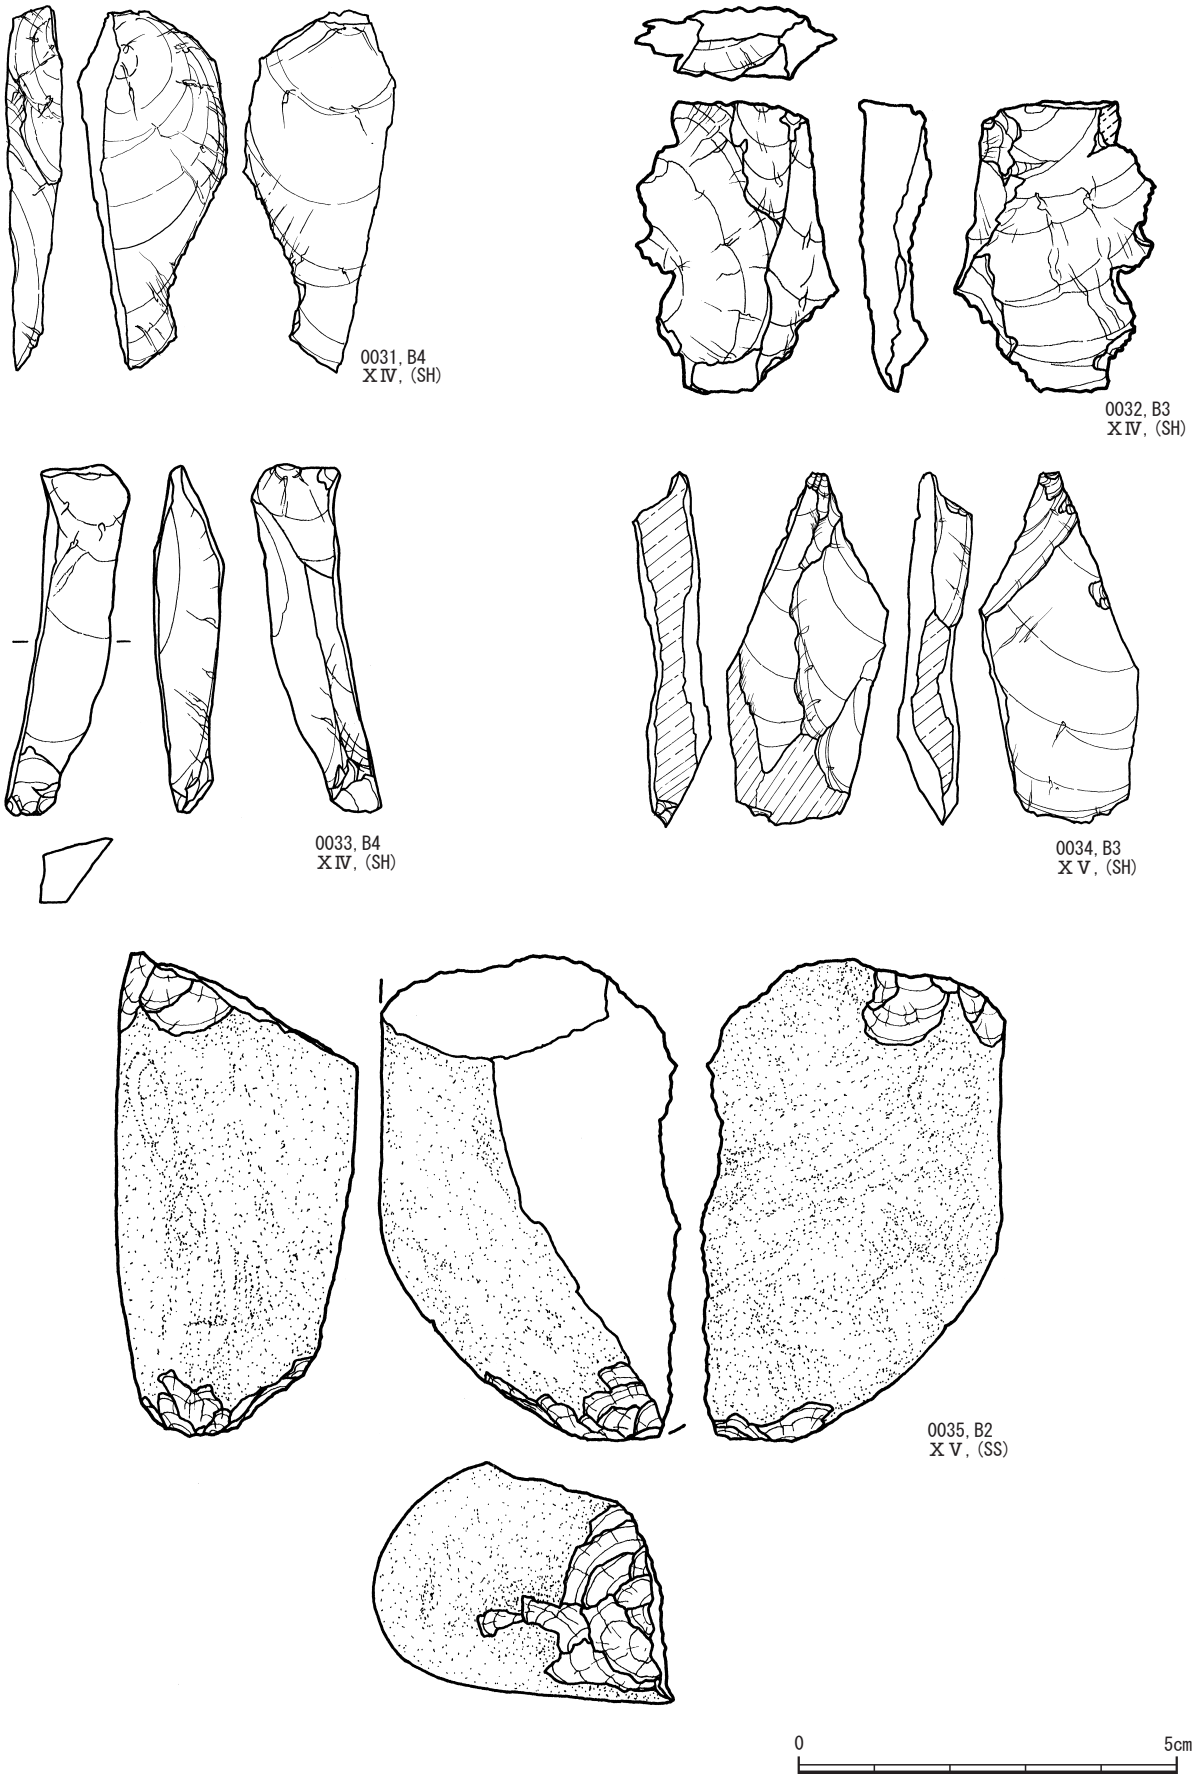 0031, B4
XIV, (SH)
0032, B3
XIV, (SH)
0033, B4
XIV, (SH)
0034, B3
XV, (SH)
0035, B2
XV, (SS)
0 5cm